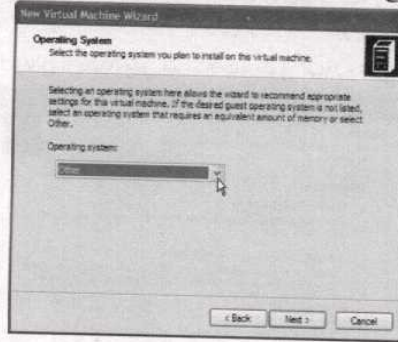 New Virtual Machine Wizard
Operating System
Select the operating system you plan to install on this virtual machine.
Selecting an operating system here allows the wizard to recommend appropriate
settings for this virtual machine. If the desired guest operating system is not listed,
select an operating system that requires an equivalent amount of memory or select
Other.
Operating system:
Other
< Back
Next >
Cancel